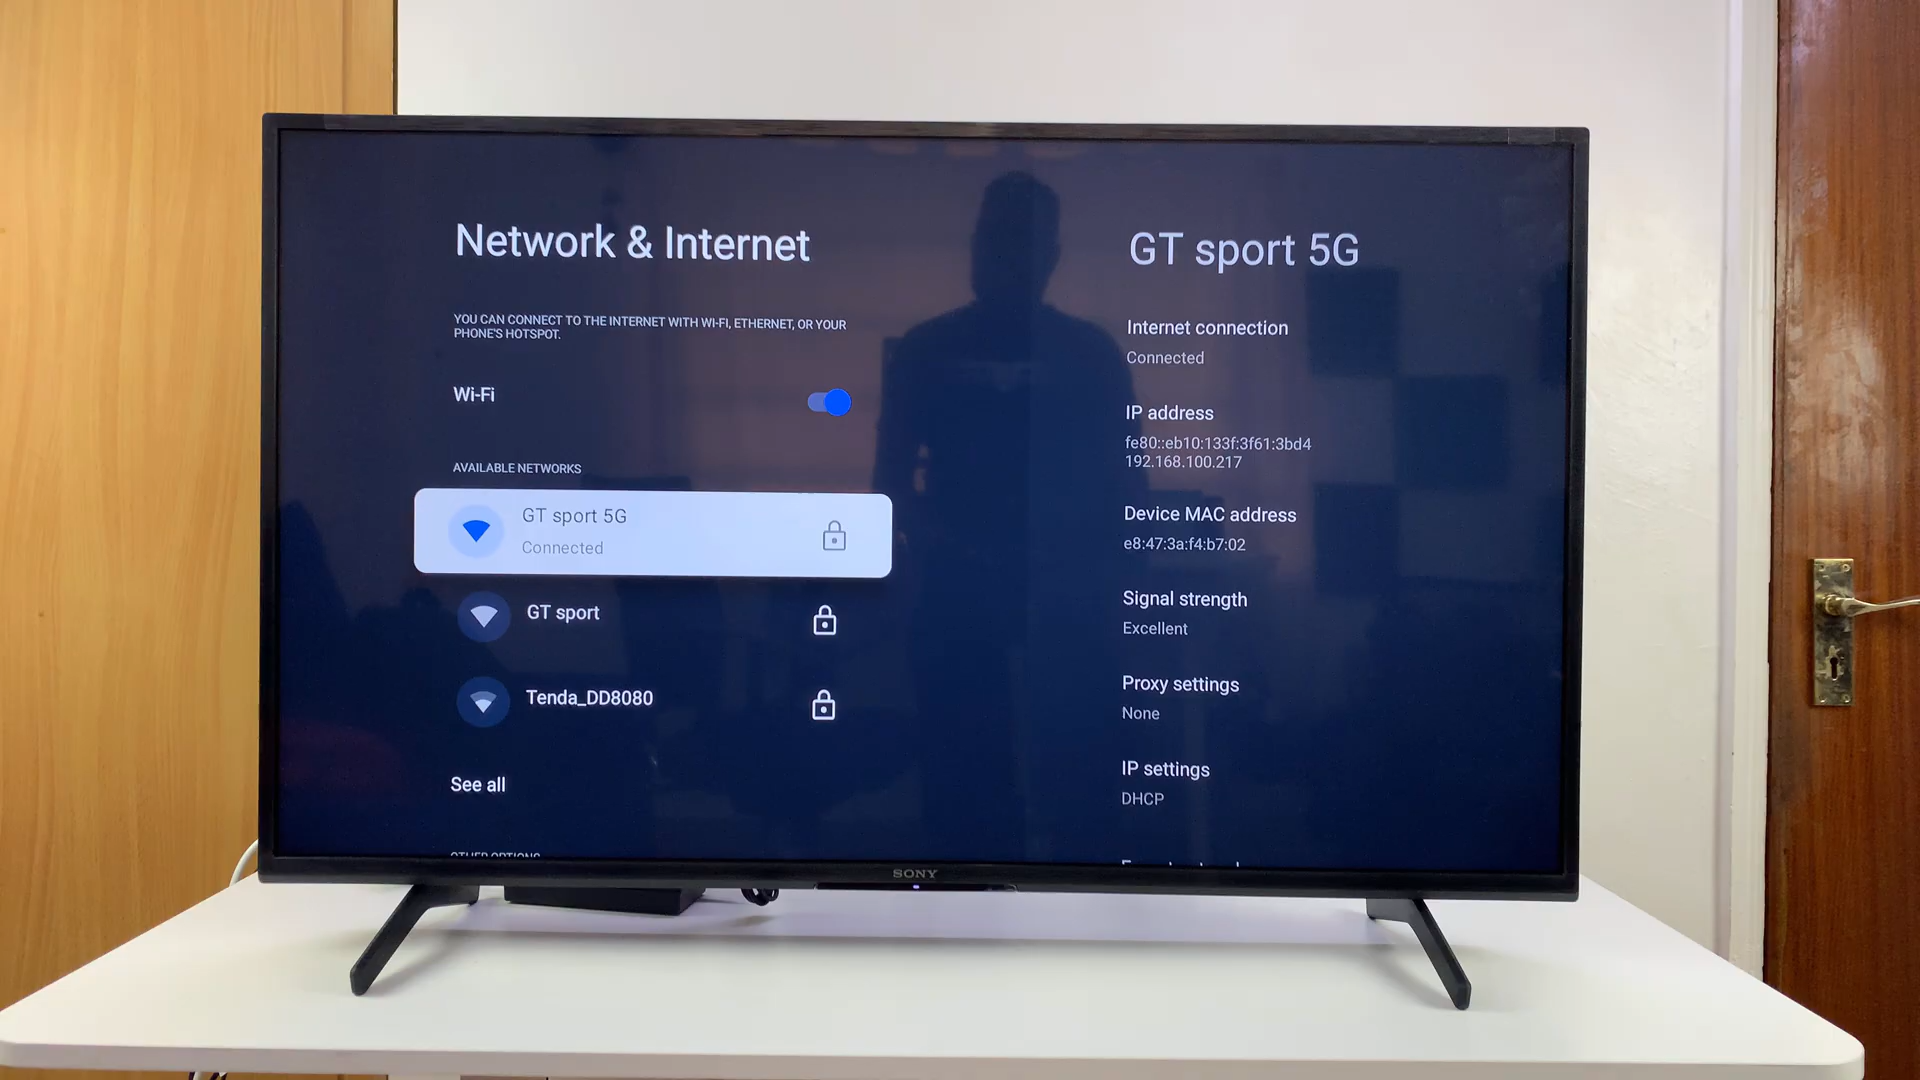 Network & Internet
YOU CAN CONNECT TO THE INTERNET WITH WI-FI, ETHERNET, OR YOUR
PHONE'S HOTSPOT.
Wi-Fi
AVAILABLE NETWORKS
GT sport 5G
Connected
GT sport
Tenda_DD8080
See all
OTHER OPTIONS
GT sport 5G
Internet connection
Connected
IP address
fe80::eb10:133f:3f61:3bd4
192.168.100.217
Device MAC address
e8:47:3a:f4:b7:02
Signal strength
Excellent
Proxy settings
None
IP settings
DHCP
SONY